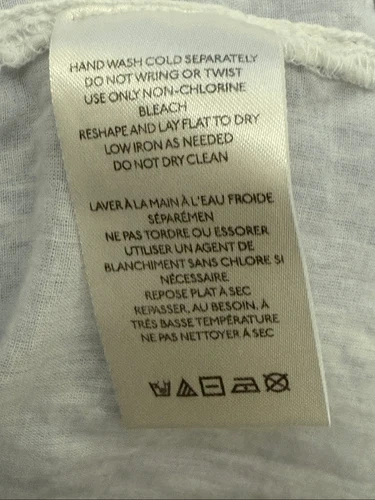 HAND WASH COLD SEPARATELY
DO NOT WRING OR TWIST
USE ONLY NON-CHLORINE
BLEACH
RESHAPE AND LAY FLAT TO DRY
LOW IRON AS NEEDED
DO NOT DRY CLEAN
LAVER À LA MAIN À L'EAU FROIDE
SÉPARÉMEN
NE PAS TORDRE OU ESSORER
UTILISER UN AGENT DE
BLANCHIMENT SANS CHLORE SI
NÉCESSAIRE
REPOSE PLAT À SEC
REPASSER, AU BESOIN, À
TRÈS BASSE TEMPÉRATURE
NE PAS NETTOYER À SEC